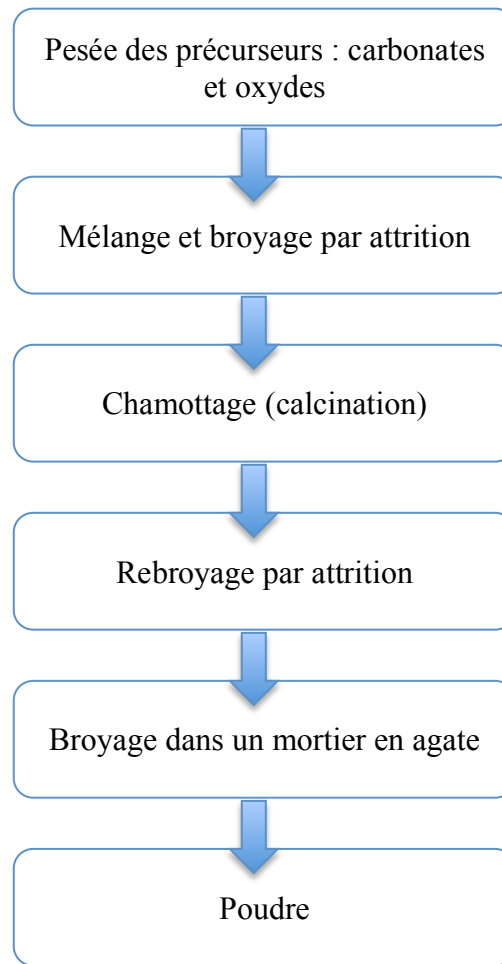 Pesée des précurseurs : carbonates
et oxydes
Mélange et broyage par attrition
Chamottage (calcination)
Rebroyage par attrition
Broyage dans un mortier en agate
Poudre